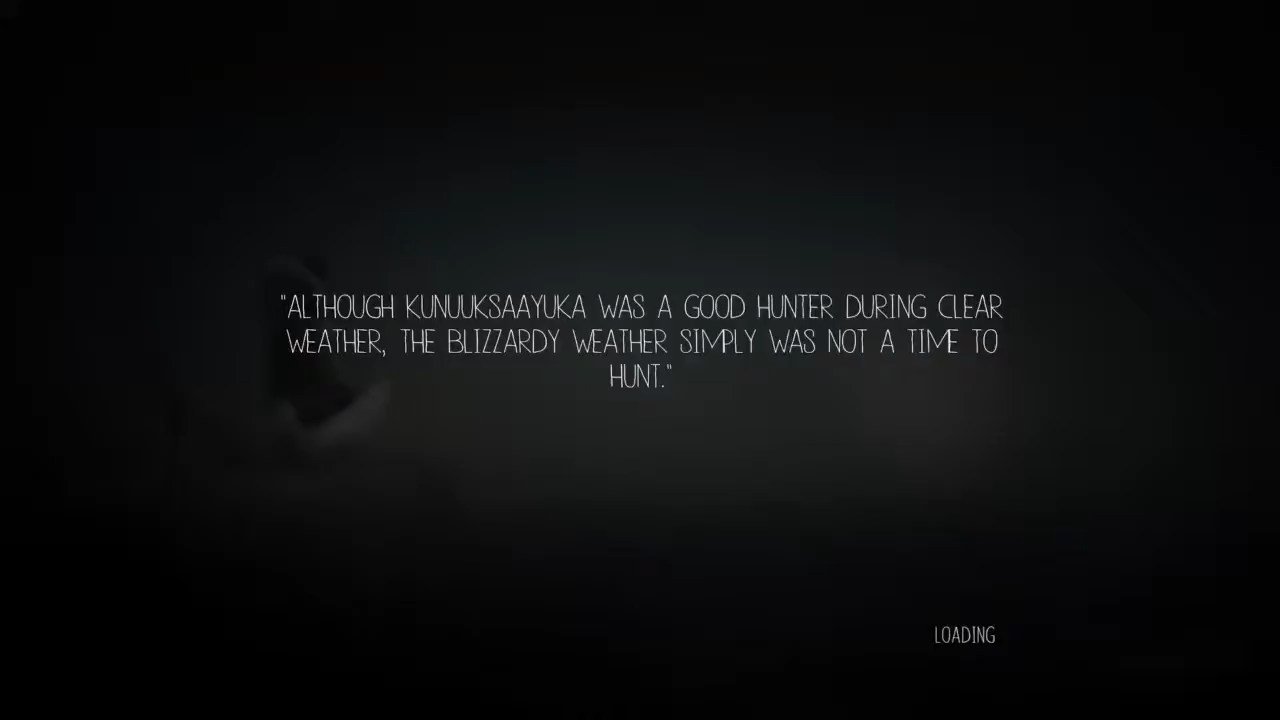 "ALTHOUGH KUNUUKSAAYUKA WAS A GOOD HUNTER DURING CLEAR
WEATHER, THE BLIZZARDY WEATHER SIMPLY WAS NOT A TIME TO
HUNT."
LOADING